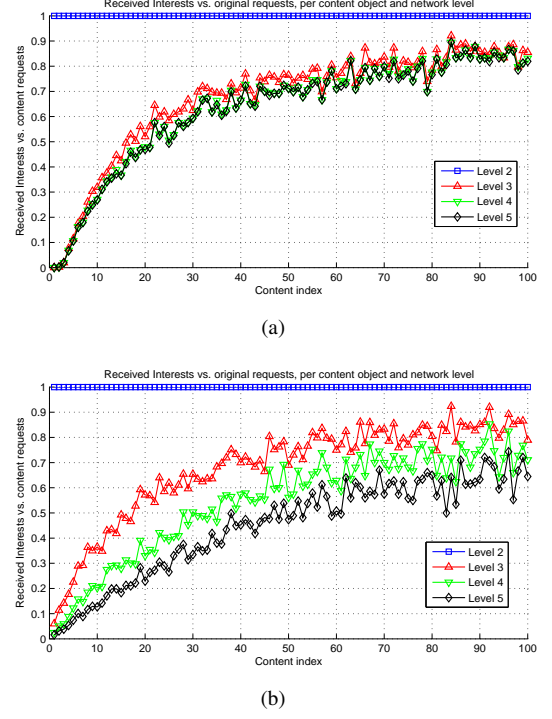 Received Interests vs. original requests, per content object and network level
Received Interests vs. content requests
1
0.9
0.8
0.7
0.6
0.5
0.4
0.3
0.2
0.1
0
Level 2
Level 3
Level 4
Level 5
0 10 20 30 40 50 60 70 80 90 100
Content index
(a)
Received Interests vs. original requests, per content object and network level
Received Interests vs. content requests
1
0.9
0.8
0.7
0.6
0.5
0.4
0.3
0.2
0.1
0
Level 2
Level 3
Level 4
Level 5
0 10 20 30 40 50 60 70 80 90 100
Content index
(b)